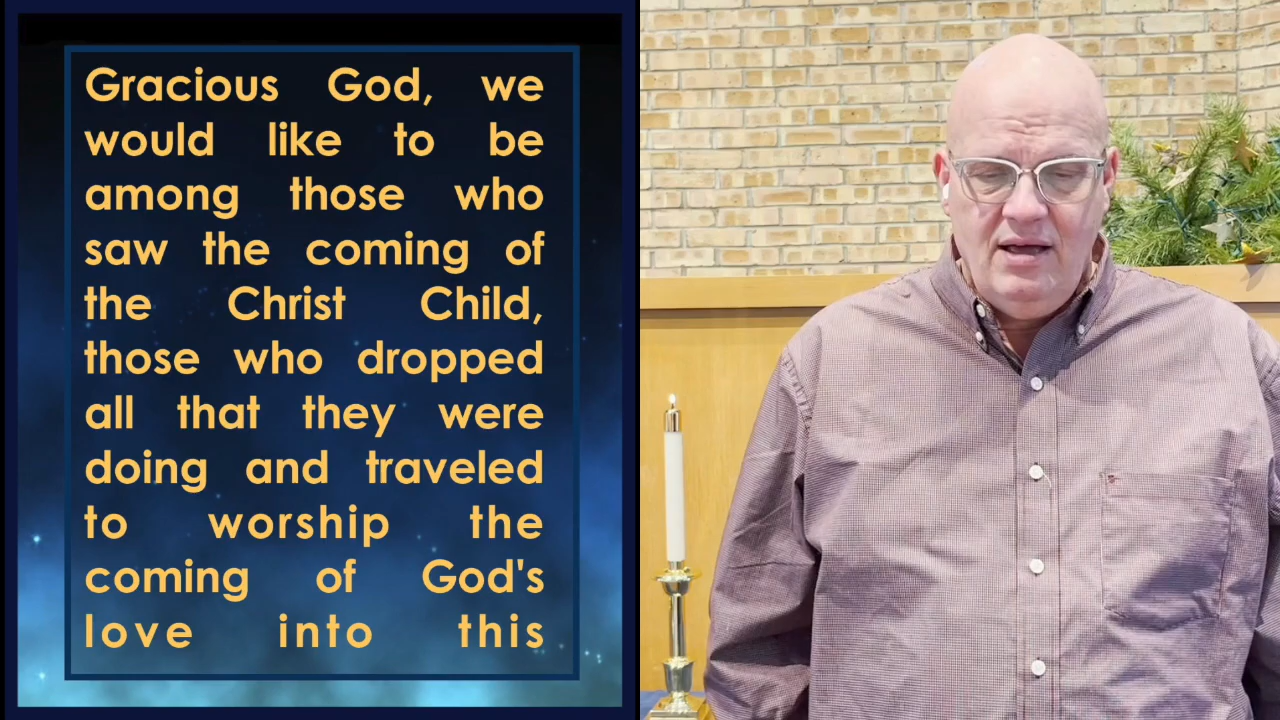 Gracious God, we
would like to be
among those who
saw the coming of
the Christ Child,
those who dropped
all that they were
doing and traveled
to worship the
coming of God's
love into this